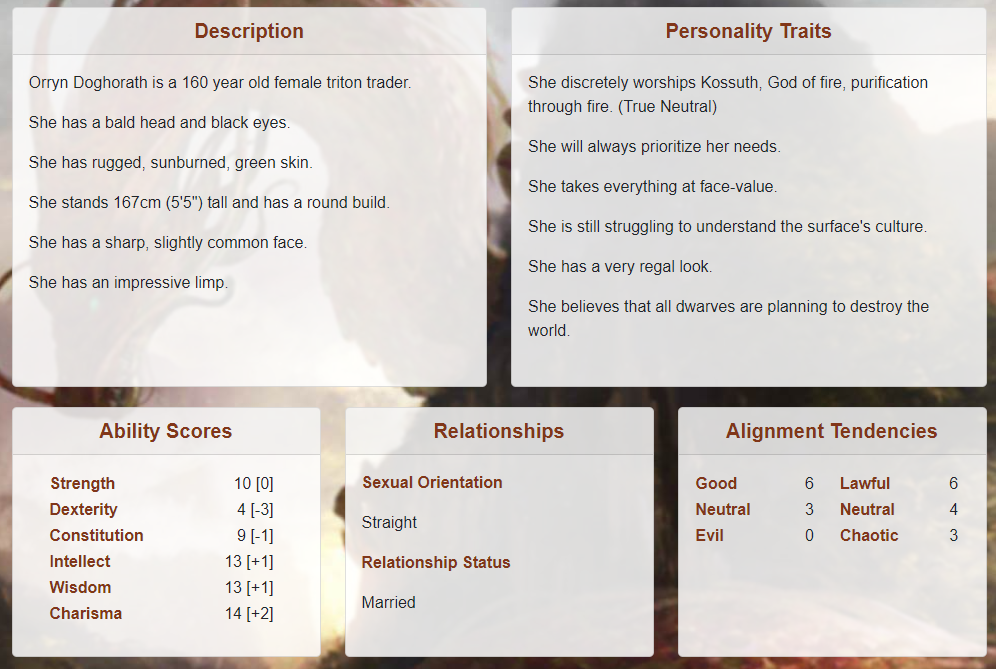 Description
Orryn Doghorath is a 160 year old female triton trader.
She has a bald head and black eyes.
She has rugged, sunburned, green skin.
She stands 167cm (5'5") tall and has a round build.
She has a sharp, slightly common face.
She has an impressive limp.
Personality Traits
She discretely worships Kossuth, God of fire, purification
through fire. (True Neutral)
She will always prioritize her needs.
She takes everything at face-value.
She is still struggling to understand the surface's culture.
She has a very regal look.
She believes that all dwarves are planning to destroy the
world.
Ability Scores
Strength 10 [0]
Dexterity 4 [-3]
Constitution 9 [-1]
Intellect 13 [+1]
Wisdom 13 [+1]
Charisma 14 [+2]
Relationships
Sexual Orientation
Straight
Relationship Status
Married
Alignment Tendencies
Good 6 Lawful 6
Neutral 3 Neutral 4
Evil 0 Chaotic 3